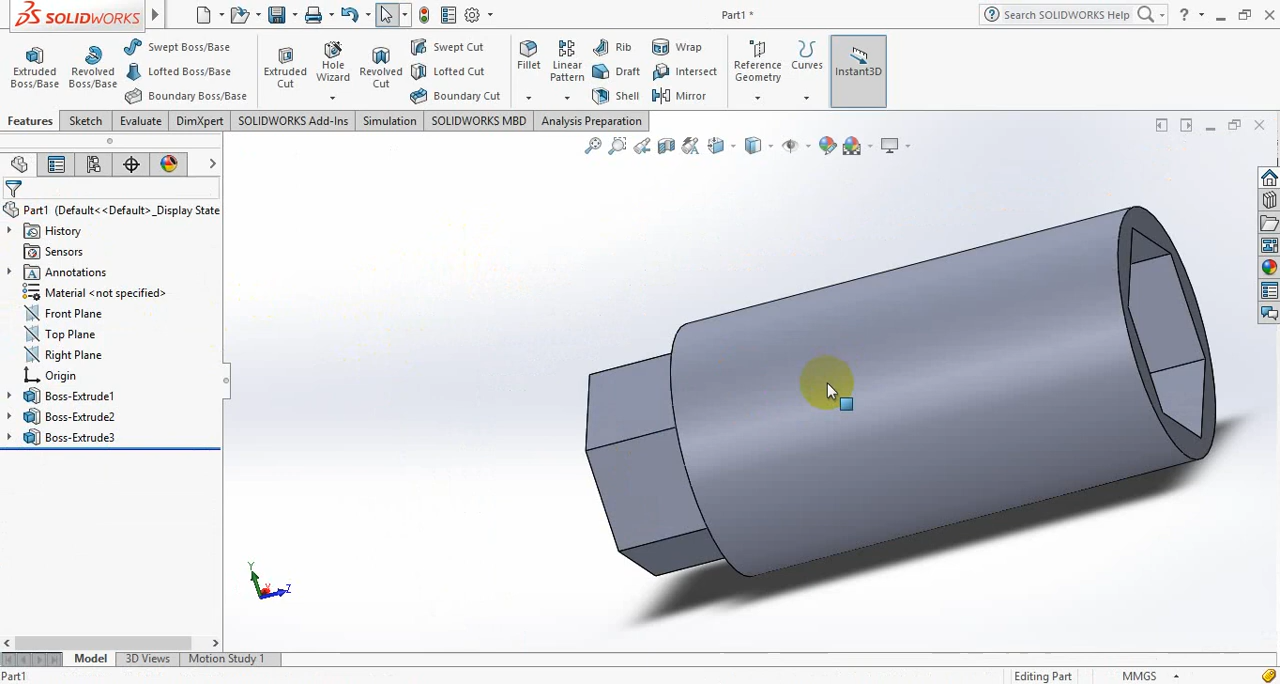 SOLIDWORKS
Part1 *
Search SOLIDWORKS Help
?
Extruded Boss/Base
Revolved Boss/Base
Swept Boss/Base
Lofted Boss/Base
Boundary Boss/Base
Extruded Cut
Hole Wizard
Revolved Cut
Swept Cut
Lofted Cut
Boundary Cut
Fillet
Linear Pattern
Rib
Draft
Shell
Wrap
Intersect
Mirror
Reference Geometry
Curves
Instant3D
Features
Sketch
Evaluate
DimXpert
SOLIDWORKS Add-Ins
Simulation
SOLIDWORKS MBD
Analysis Preparation
Part1 (Default<<Default>_Display State
History
Sensors
Annotations
Material <not specified>
Front Plane
Top Plane
Right Plane
Origin
Boss-Extrude1
Boss-Extrude2
Boss-Extrude3
Y
X
Z
Model
3D Views
Motion Study 1
Part1
Editing Part
MMGS